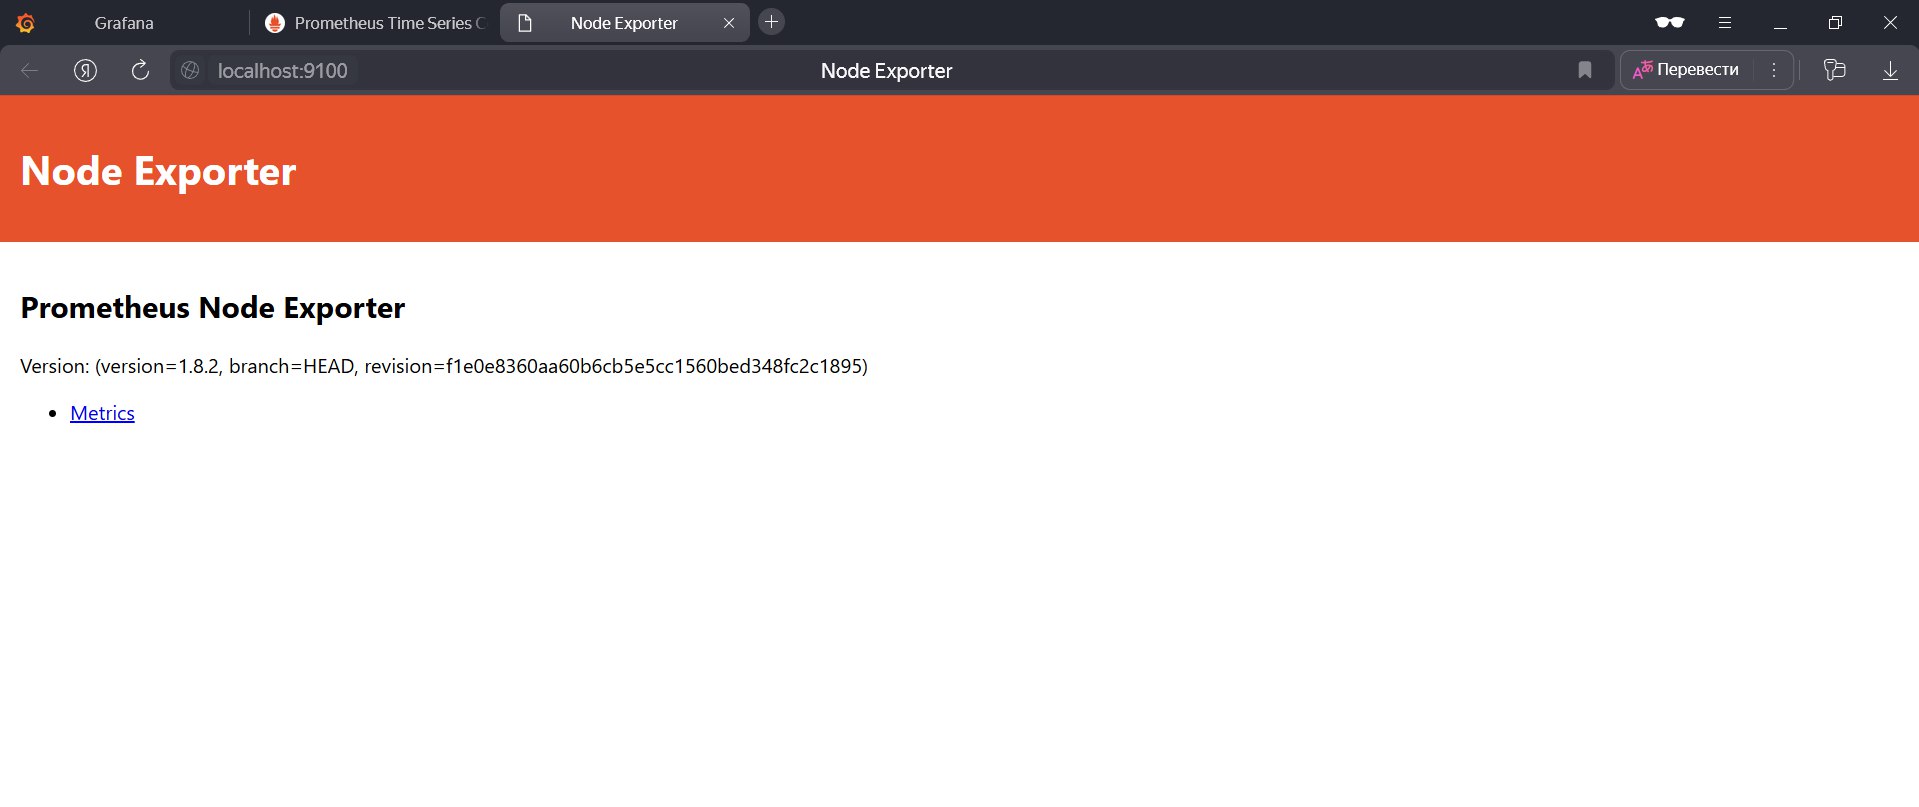 Grafana
Prometheus Time Series C
Node Exporter
localhost:9100
Node Exporter
Перевести
Node Exporter
Prometheus Node Exporter
Version: (version=1.8.2, branch=HEAD, revision=f1e0e8360aa60b6cb5e5cc1560bed348fc2c1895)
Metrics